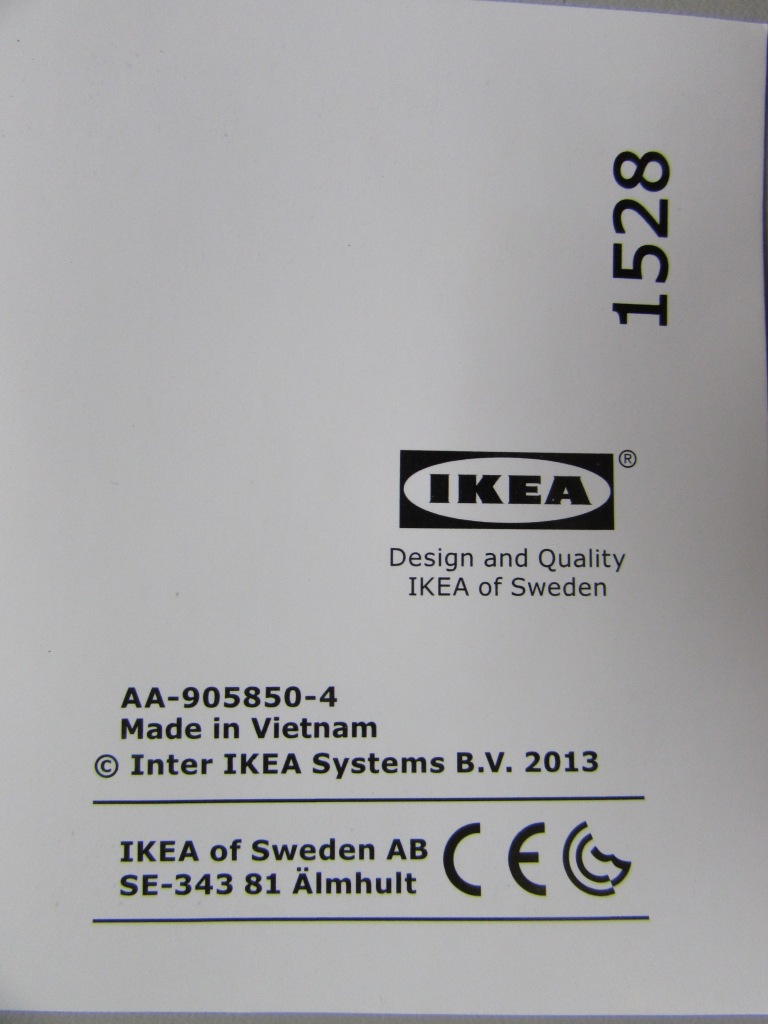 1528
IKEA ®
Design and Quality
IKEA of Sweden
AA-905850-4
Made in Vietnam
© Inter IKEA Systems B.V. 2013
IKEA of Sweden AB
SE-343 81 Älmhult
CE